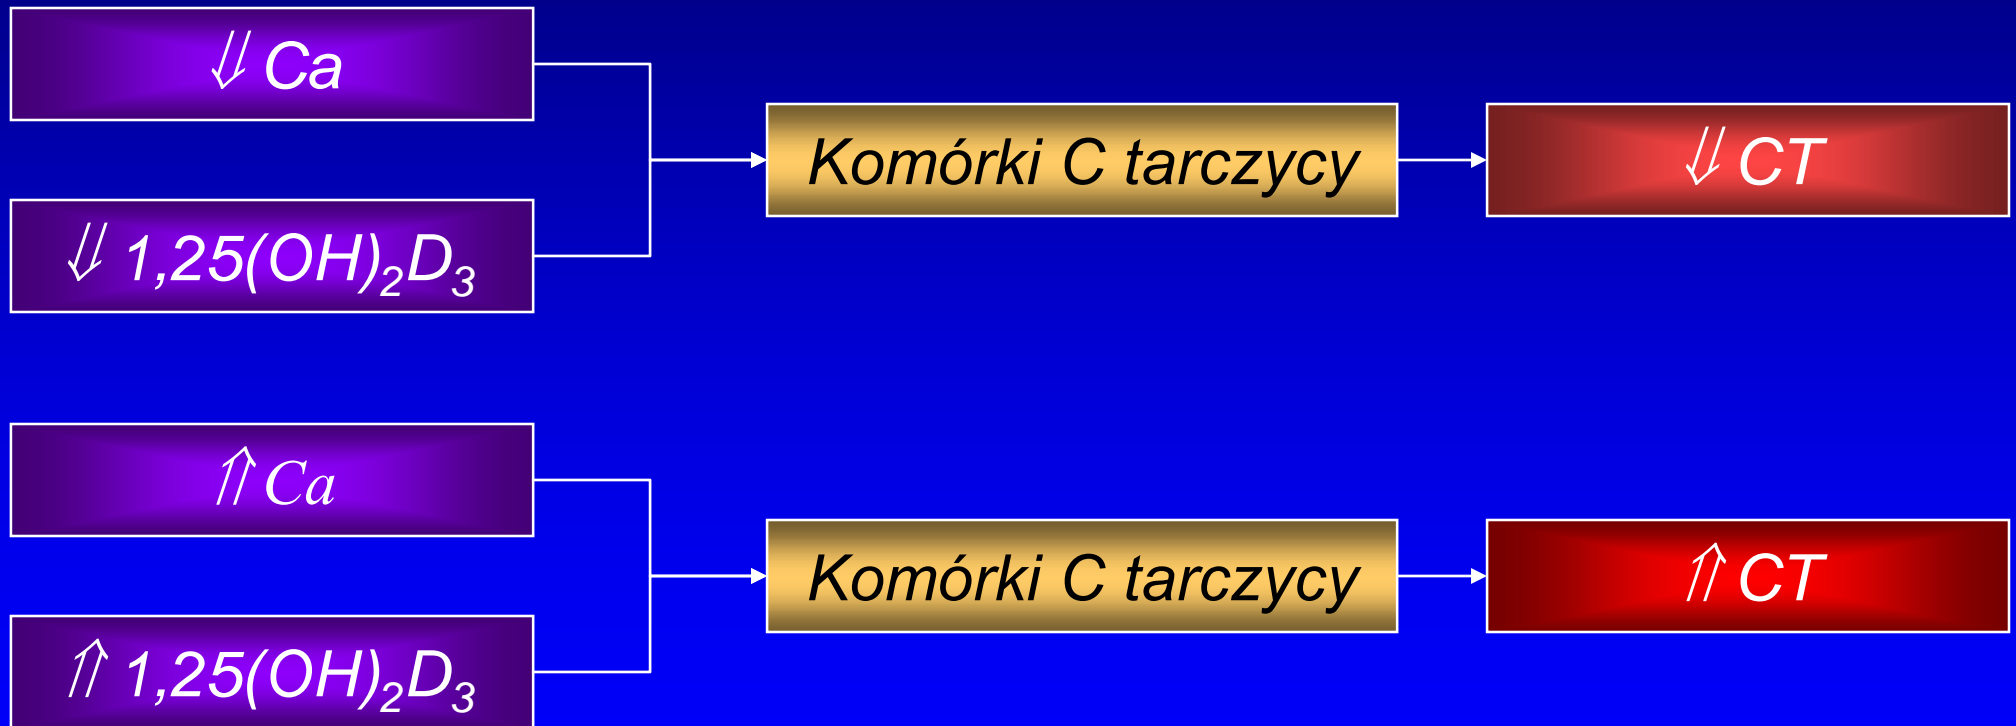 ⇓ Ca
⇓ 1,25(OH)₂D₃
Komórki C tarczycy
⇓ CT
⇑ Ca
⇑ 1,25(OH)₂D₃
Komórki C tarczycy
⇑ CT